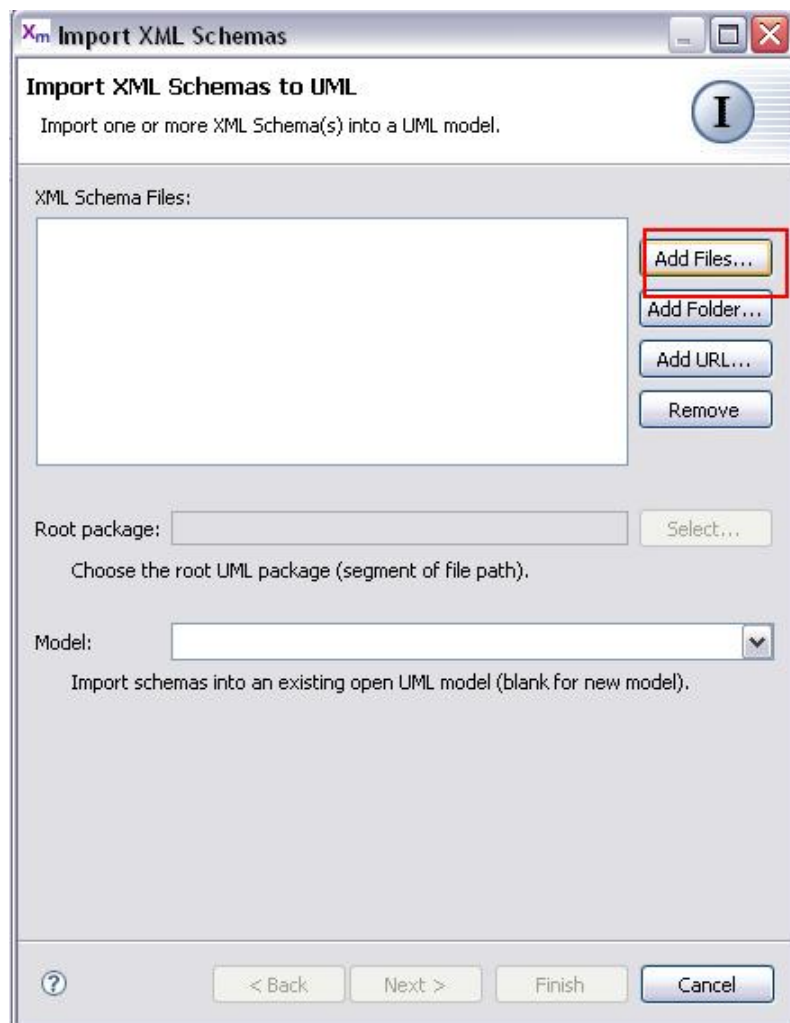 Xm Import XML Schemas
Import XML Schemas to UML
Import one or more XML Schema(s) into a UML model.
I
XML Schema Files:
Add Files...
Add Folder...
Add URL...
Remove
Root package:
Select...
Choose the root UML package (segment of file path).
Model:
Import schemas into an existing open UML model (blank for new model).
?
< Back
Next >
Finish
Cancel